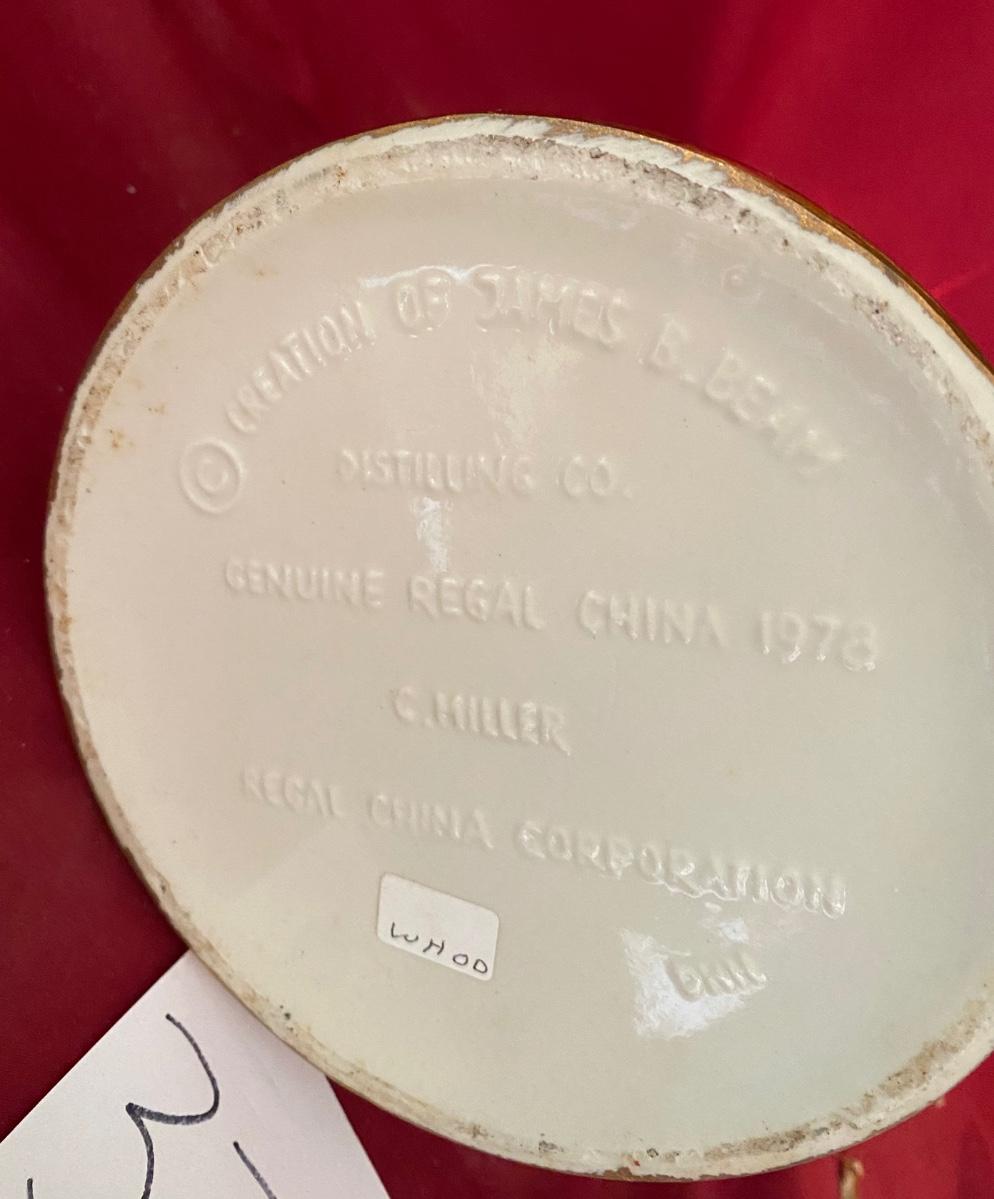 © CREATION OF JAMES B. BEAM
DISTILLING CO.
GENUINE REGAL CHINA 1978
C. MILLER
REGAL CHINA CORPORATION
WHOD